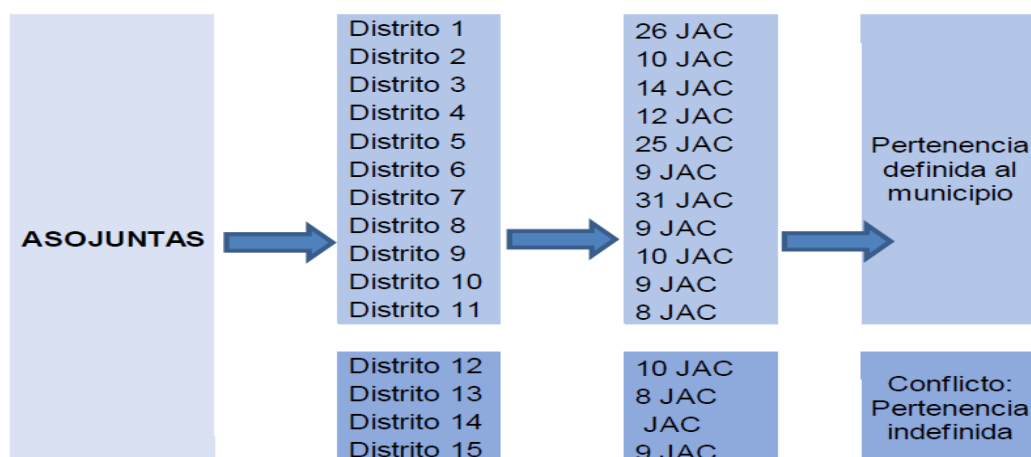 ASOJUNTAS
Distrito 1
Distrito 2
Distrito 3
Distrito 4
Distrito 5
Distrito 6
Distrito 7
Distrito 8
Distrito 9
Distrito 10
Distrito 11
26 JAC
10 JAC
14 JAC
12 JAC
25 JAC
9 JAC
31 JAC
9 JAC
10 JAC
9 JAC
8 JAC
Pertenencia
definida al
municipio
Distrito 12
Distrito 13
Distrito 14
Distrito 15
10 JAC
8 JAC
JAC
9 JAC
Conflicto:
Pertenencia
indefinida